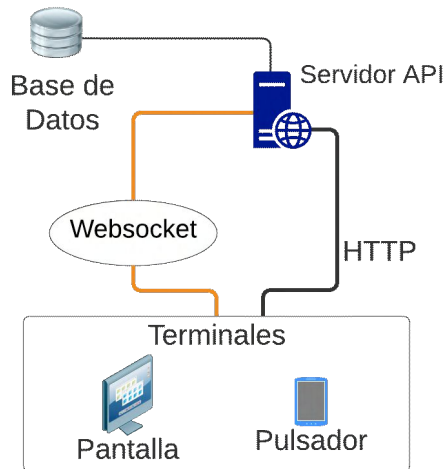 Servidor API
Base de
Datos
Websocket
HTTP
Terminales
Pantalla
Pulsador